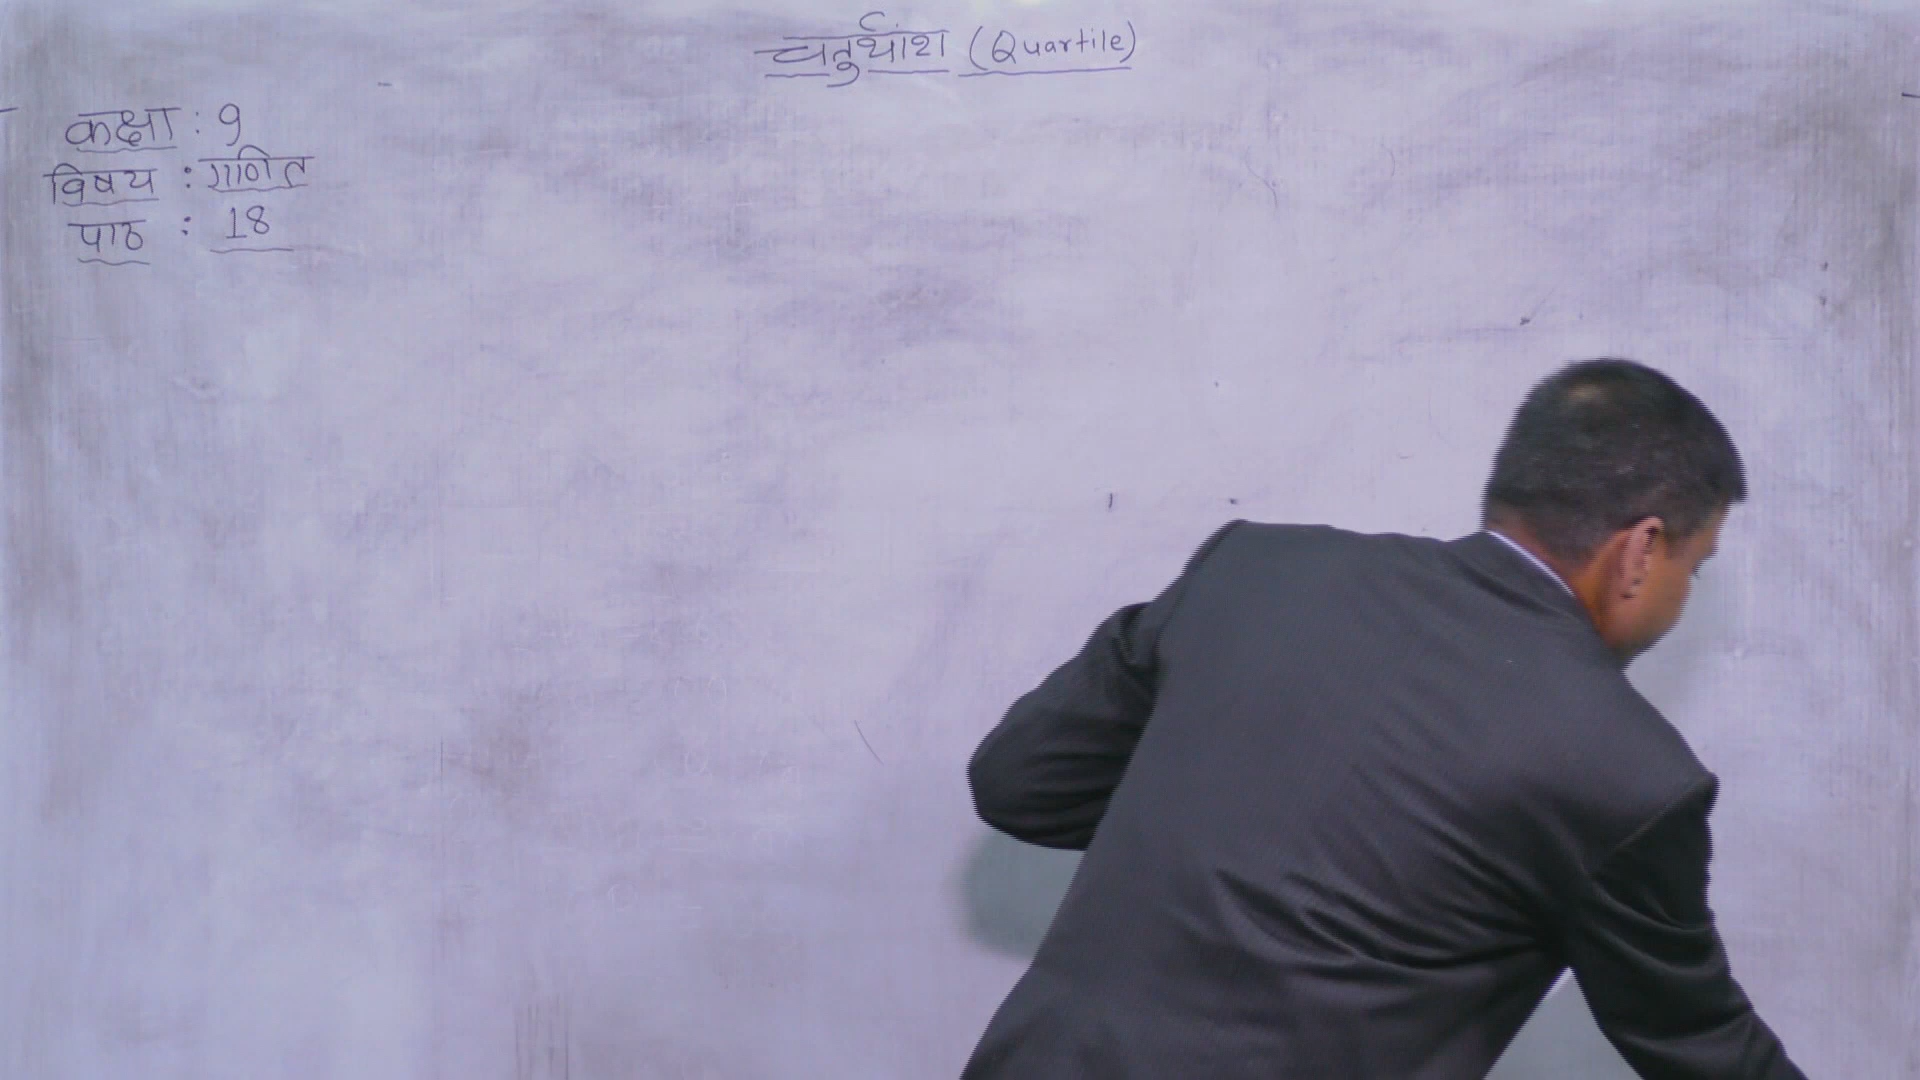 चतुर्थांश (Quartile)
कक्षा : 9
विषय : गणित
पाठ : 18